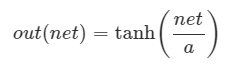 out(net) = tanh(net/a)